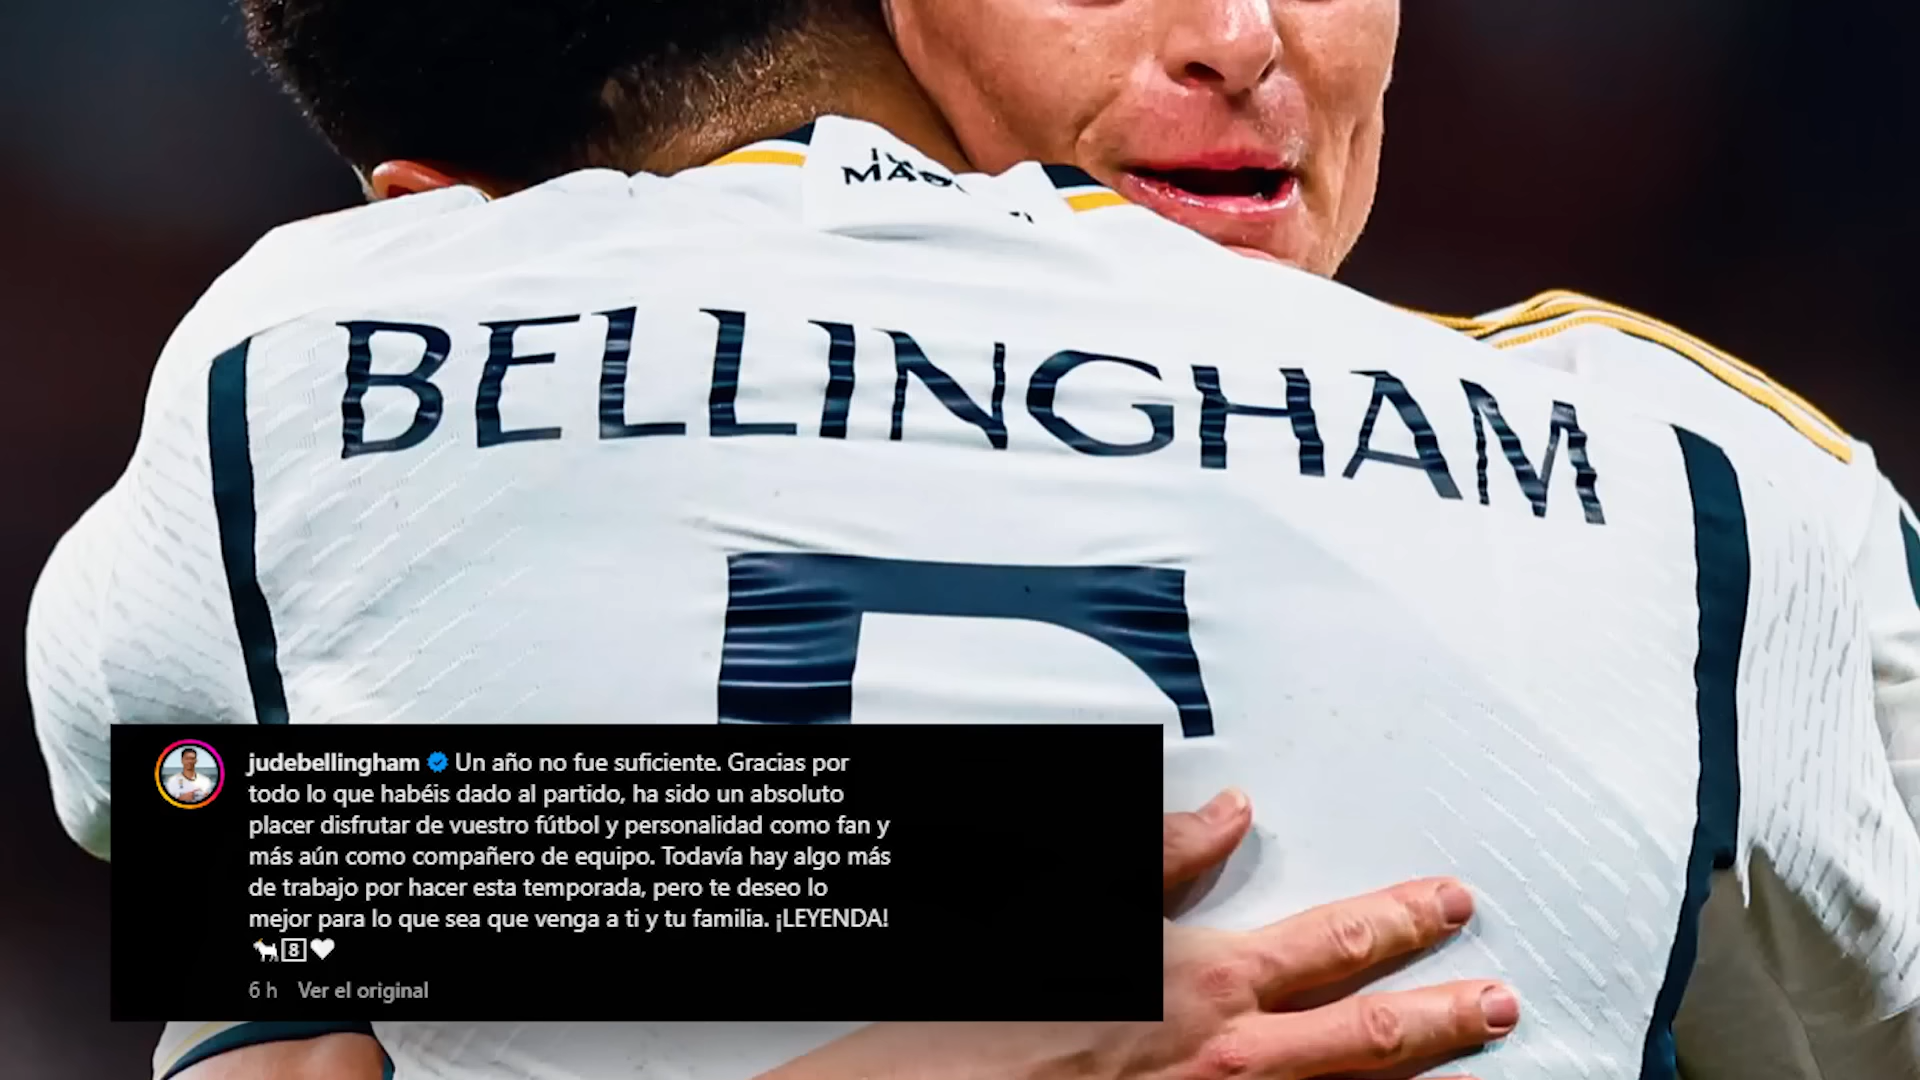 BELLINGHAM
5
judebellingham Un año no fue suficiente. Gracias por
todo lo que habéis dado al partido, ha sido un absoluto
placer disfrutar de vuestro fútbol y personalidad como fan y
más aún como compañero de equipo. Todavía hay algo más
de trabajo por hacer esta temporada, pero te deseo lo
mejor para lo que sea que venga a ti y tu familia. ¡LEYENDA!
🐐8️⃣🤍
6 h Ver el original